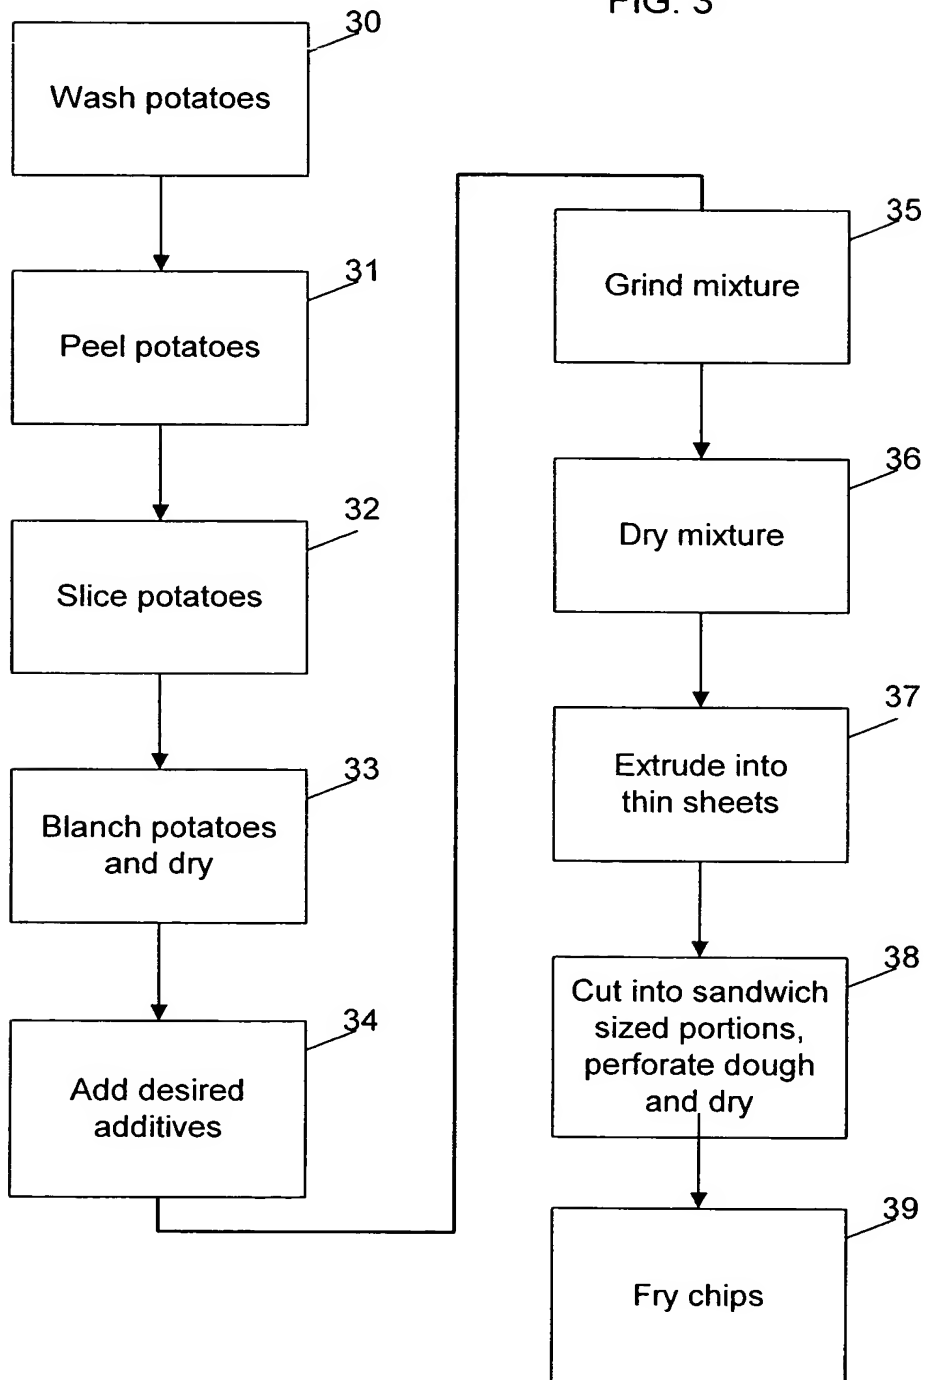 FIG. 3
30
Wash potatoes
31
Peel potatoes
32
Slice potatoes
33
Blanch potatoes
and dry
34
Add desired
additives
35
Grind mixture
36
Dry mixture
37
Extrude into
thin sheets
38
Cut into sandwich
sized portions,
perforate dough
and dry
39
Fry chips